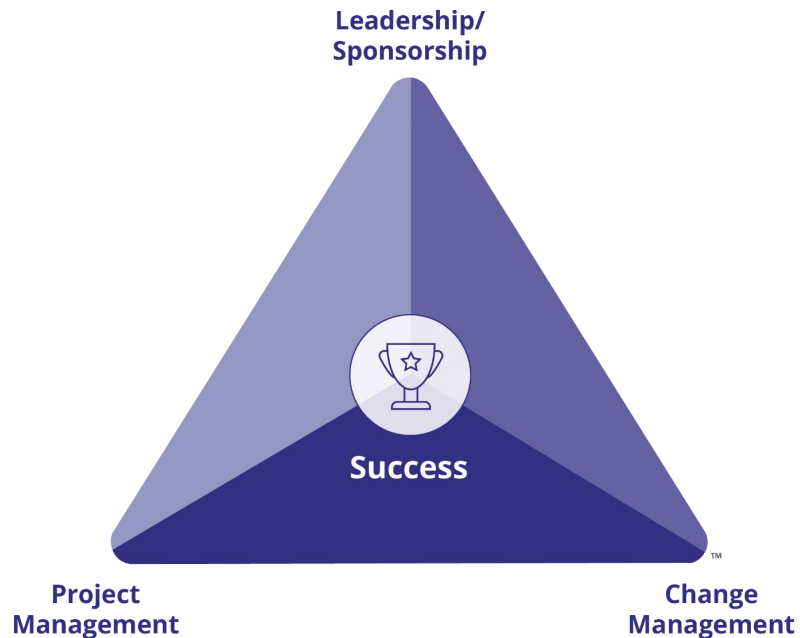 Leadership/
Sponsorship
Success
™
Project
Management
Change
Management